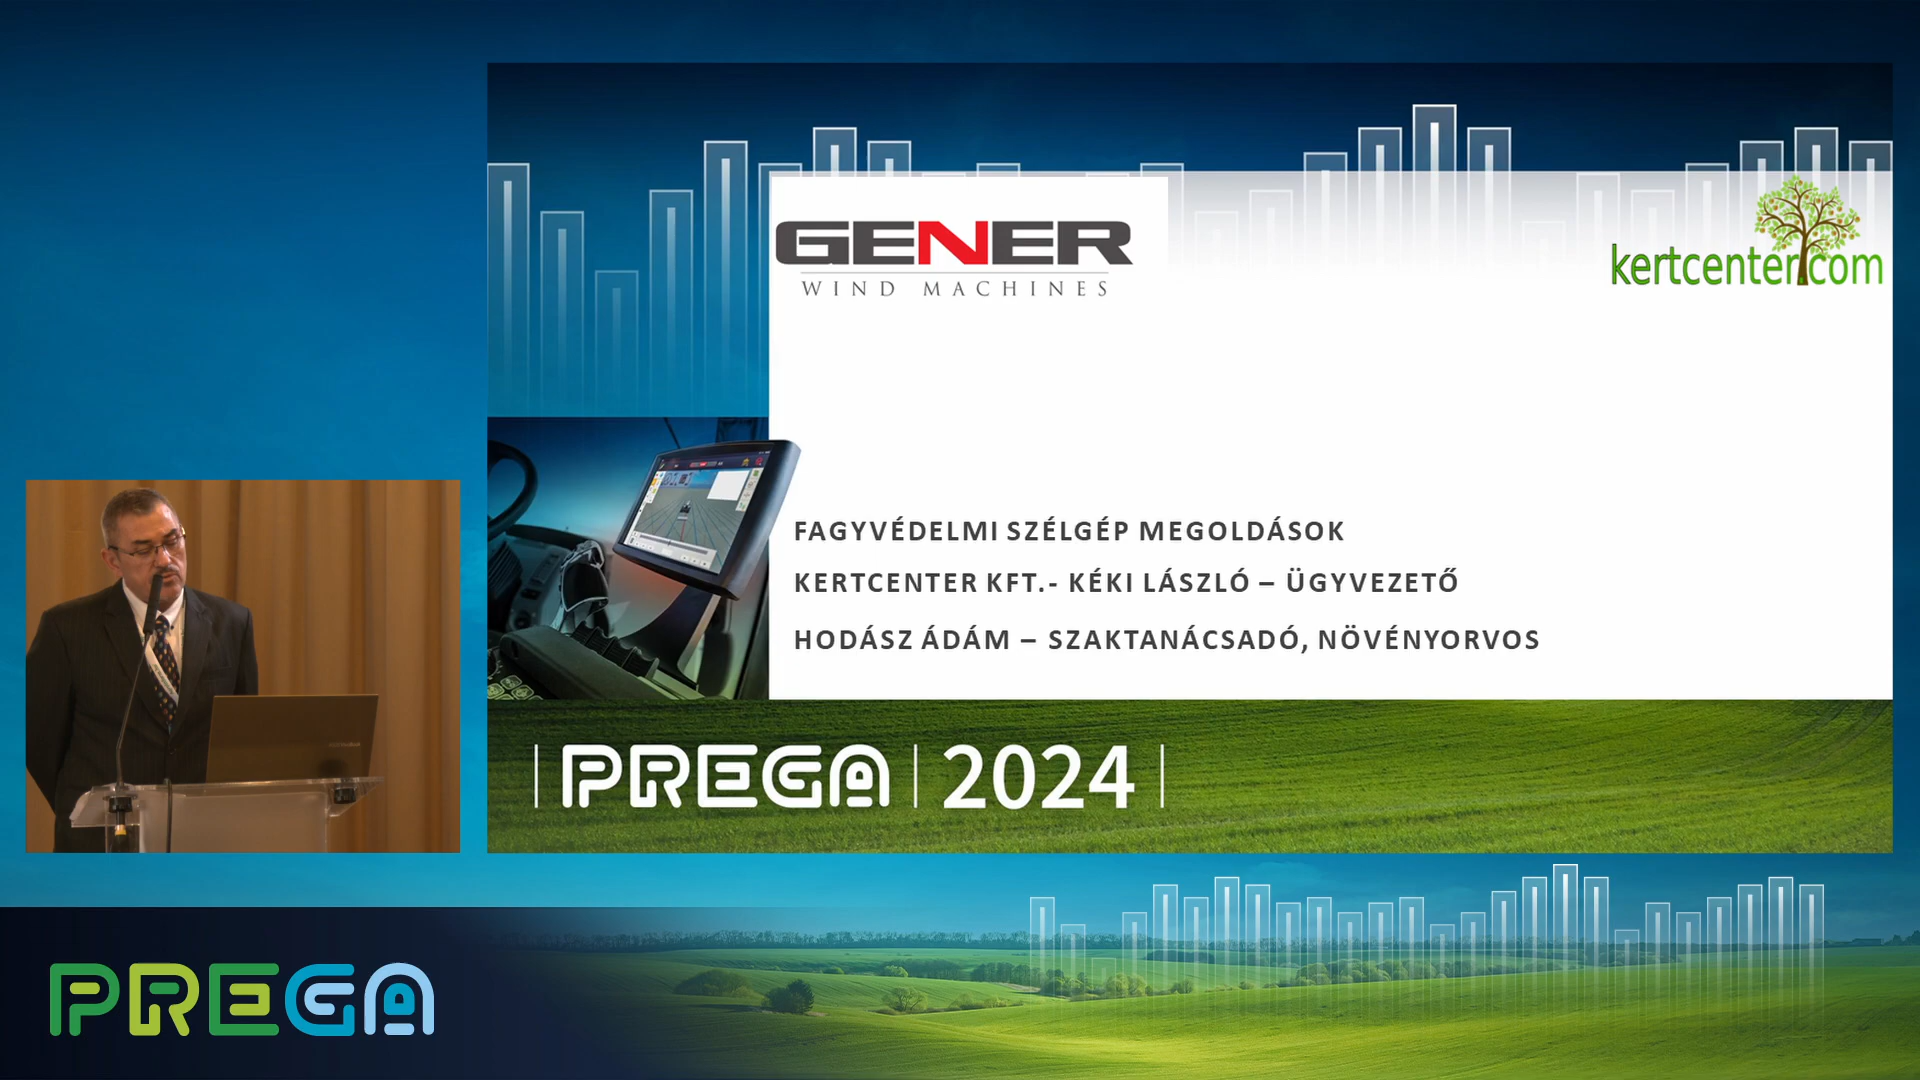 GENER
WIND MACHINES
kertcenter.com
FAGYVÉDELMI SZÉLGÉP MEGOLDÁSOK
KERTCENTER KFT.- KÉKI LÁSZLÓ – ÜGYVEZETŐ
HODÁSZ ÁDÁM – SZAKTANÁCSADÓ, NÖVÉNYORVOS
PREGA 2024
PREGA